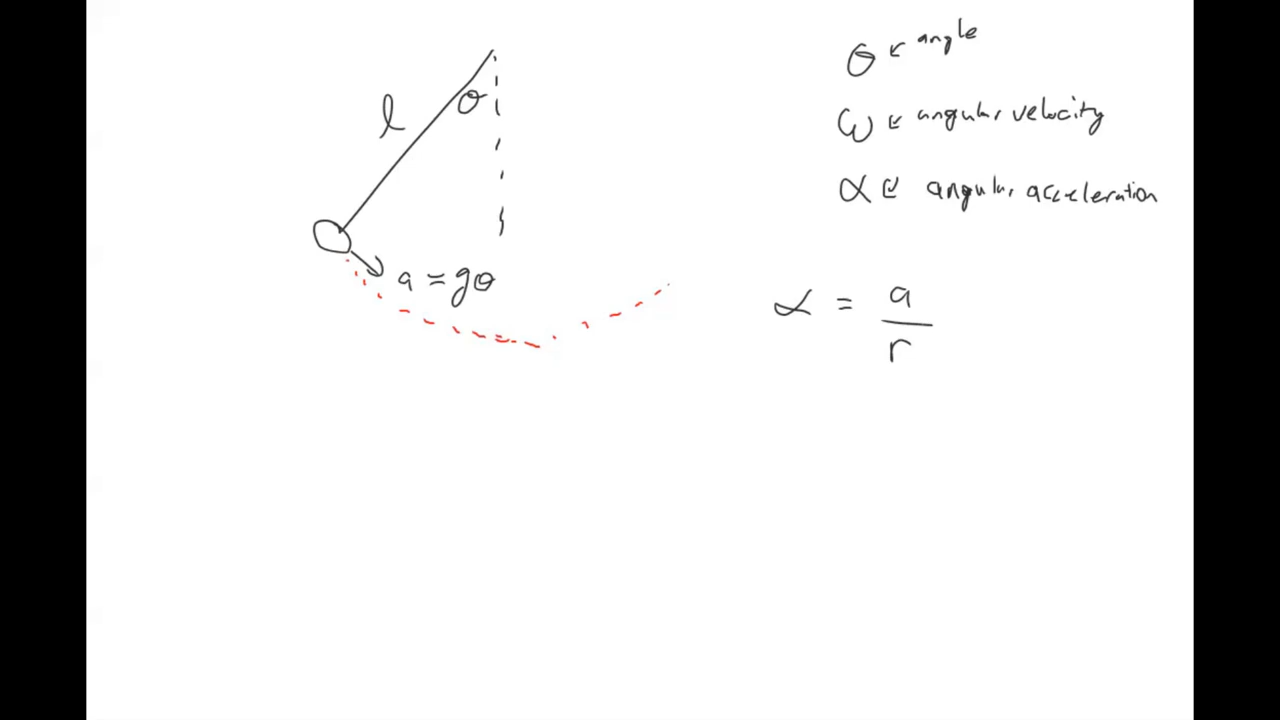 l
θ
a = gθ
θ ← angle
ω ← angular velocity
α ← angular acceleration
α = a
r